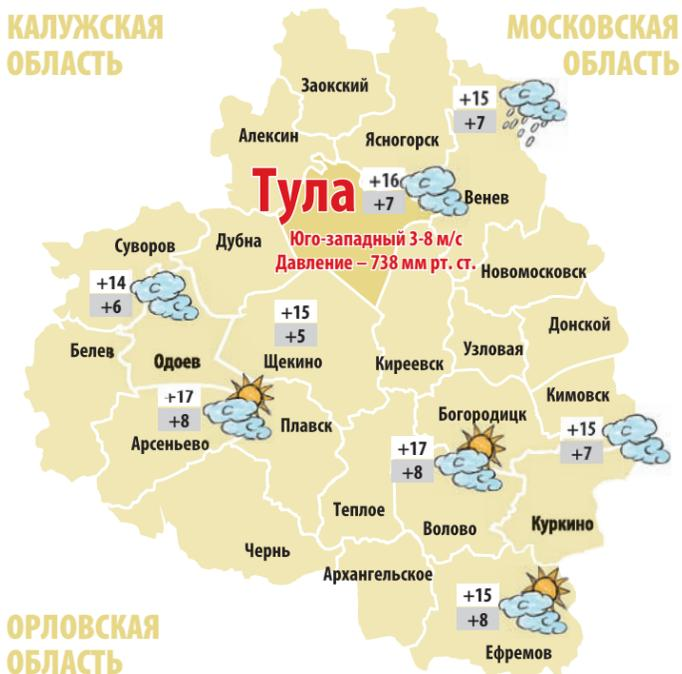 КАЛУЖСКАЯ
ОБЛАСТЬ
МОСКОВСКАЯ
ОБЛАСТЬ
Заокский
+15
+7
Алексин
Ясногорск
Тула
+16
+7
Венев
Юго-западный 3-8 м/с
Давление – 738 мм рт. ст.
Суворов
Дубна
Новомосковск
+14
+6
+15
+5
Щекино
Белев
Одоев
Киреевск
Узловая
Донской
+17
+8
Арсеньево
Плавск
Богородицк
Кимовск
+15
+7
+17
+8
Теплое
Волово
Куркино
Чернь
Архангельское
+15
+8
Ефремов
ОРЛОВСКАЯ
ОБЛАСТЬ